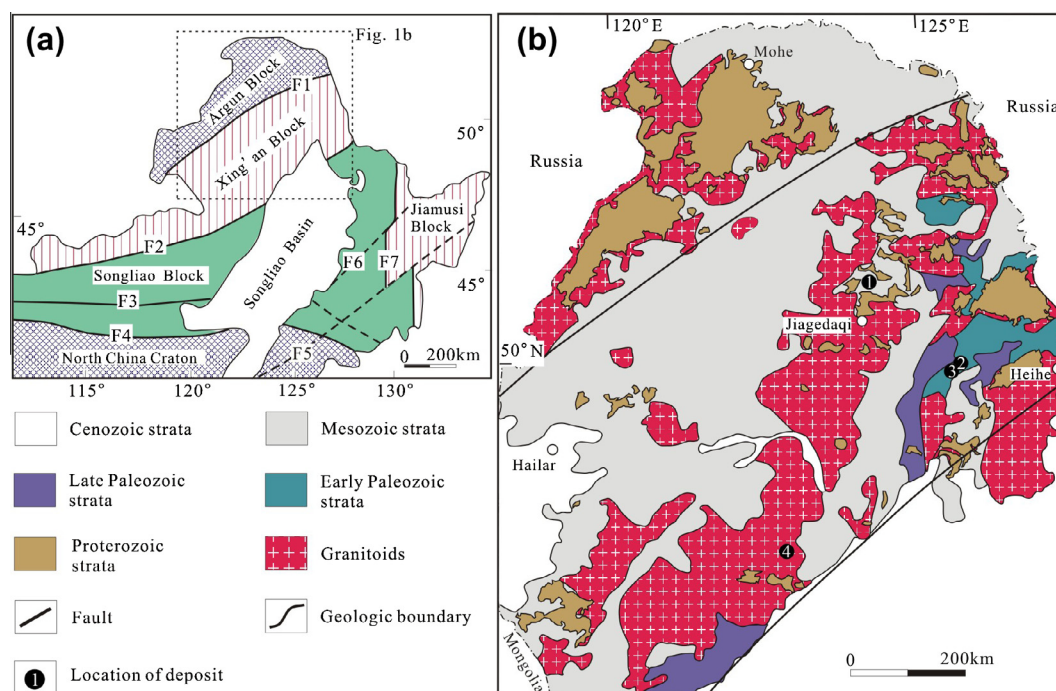 (a)
Fig. 1b
Argun Block
F1
Xing' an Block
50°
45°
F2
Songliao Block
F3
F4
North China Craton
Songliao Basin
F5
F6
F7
Jiamusi
Block
45°
0 200km
115
120
125
130
Cenozoic strata
Mesozoic strata
Late Paleozoic
strata
Early Paleozoic
strata
Proterozoic
strata
Granitoids
Fault
Geologic boundary
1
Location of deposit
(b)
120°E
125°E
Mohe
Russia
Russia
1
Jiagedaqi
50°N
3
2
Heihe
Hailar
4
Mongolia
0 200km